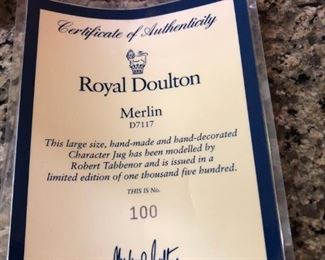 Certificate of Authenticity
Royal Doulton
Merlin
D7117
This large size, hand-made and hand-decorated
Character Jug has been modelled by
Robert Tabbenor and is issued in a
limited edition of one thousand five hundred.
THIS IS No.
100